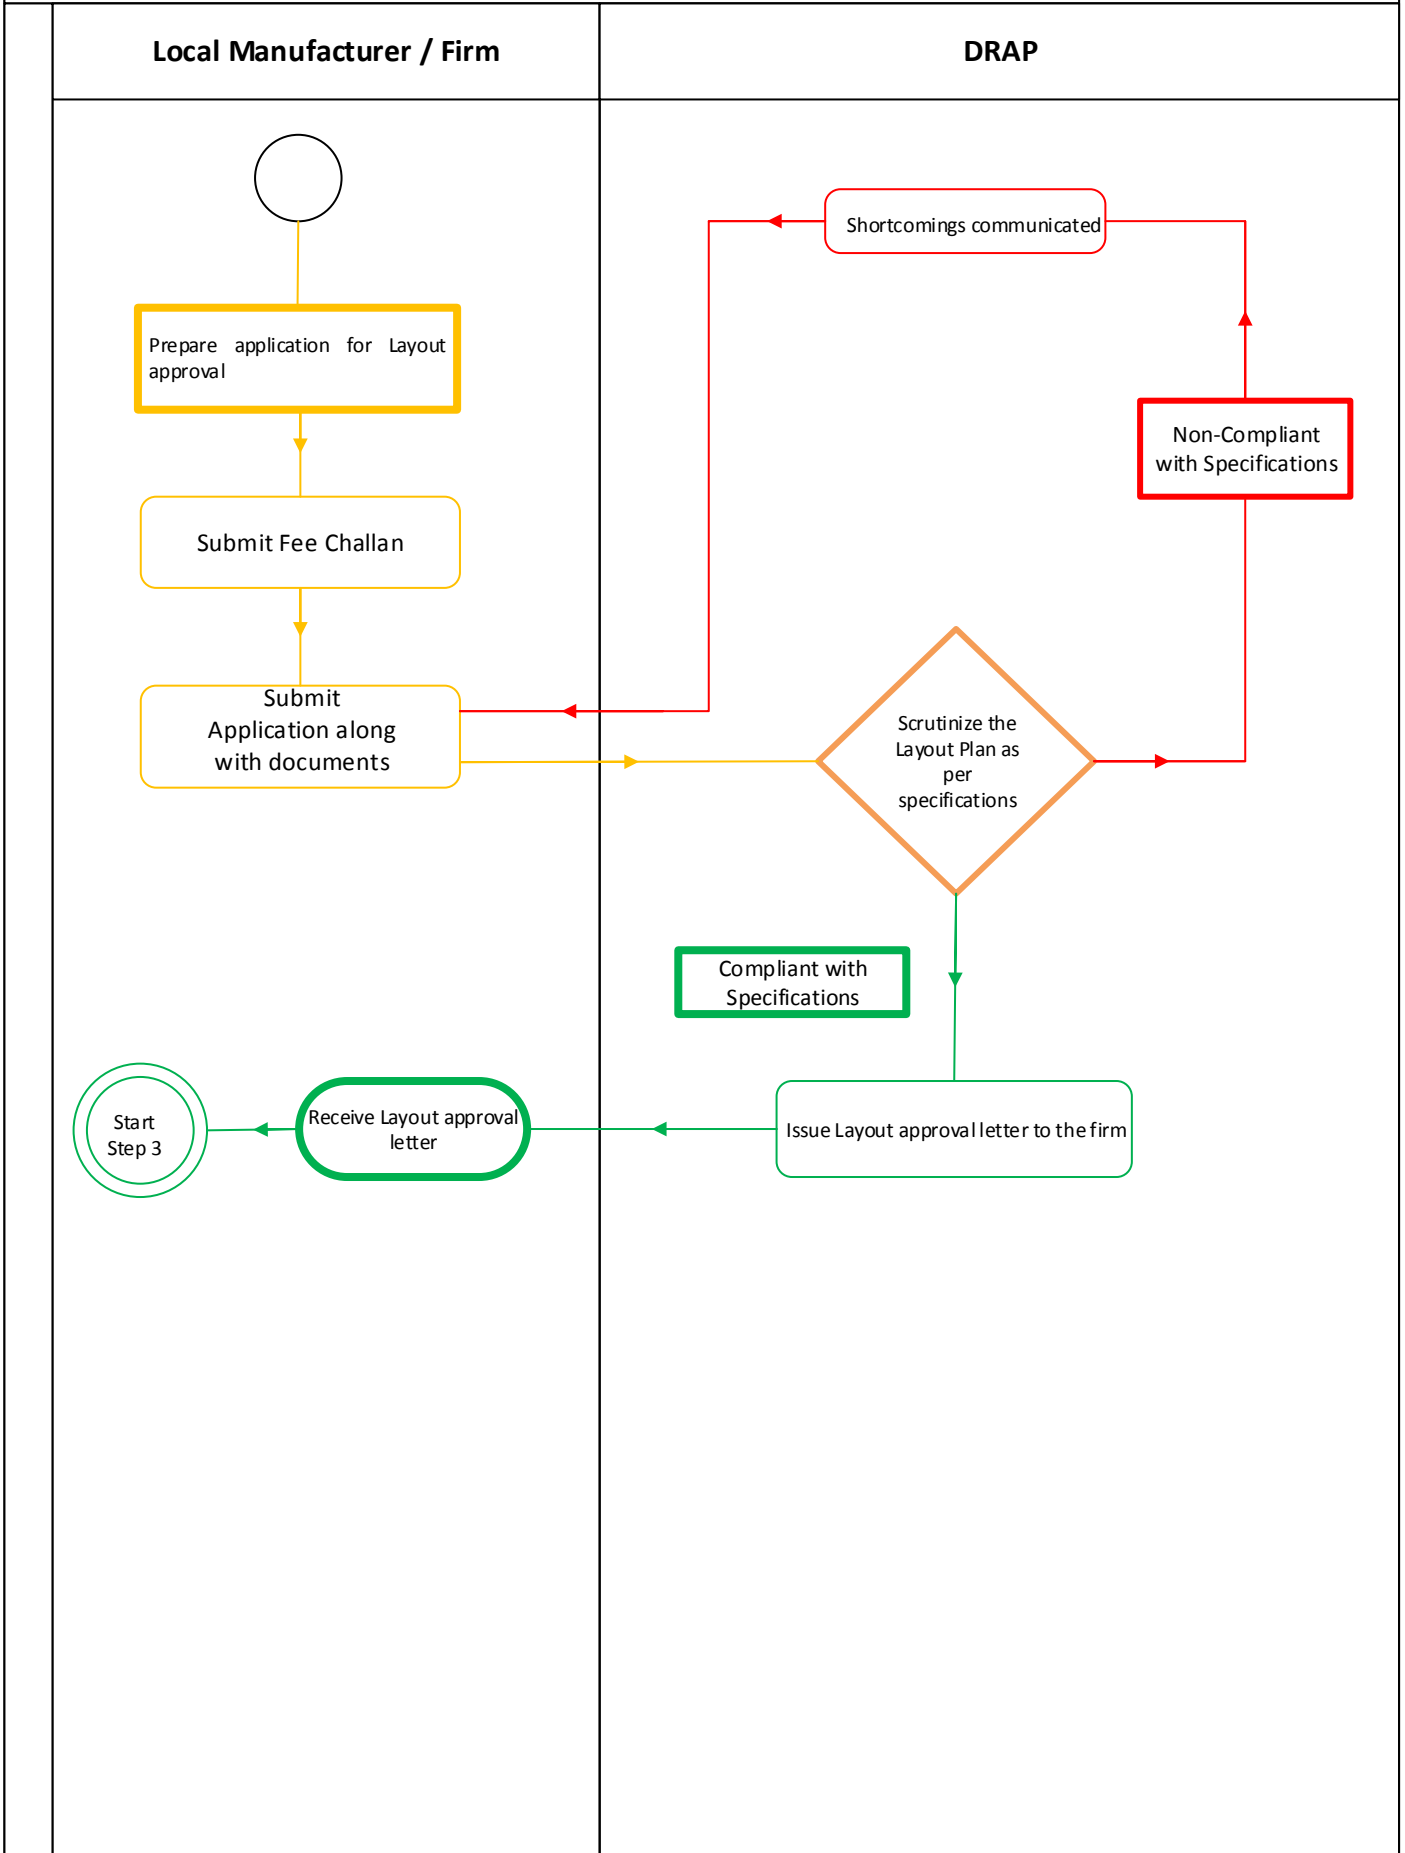 Local Manufacturer / Firm
DRAP
Shortcomings communicated
Prepare application for Layout
approval
Non-Compliant
with Specifications
Submit Fee Challan
Submit
Application along
with documents
Scrutinize the
Layout Plan as
per
specifications
Compliant with
Specifications
Start
Step 3
Receive Layout approval
letter
Issue Layout approval letter to the firm